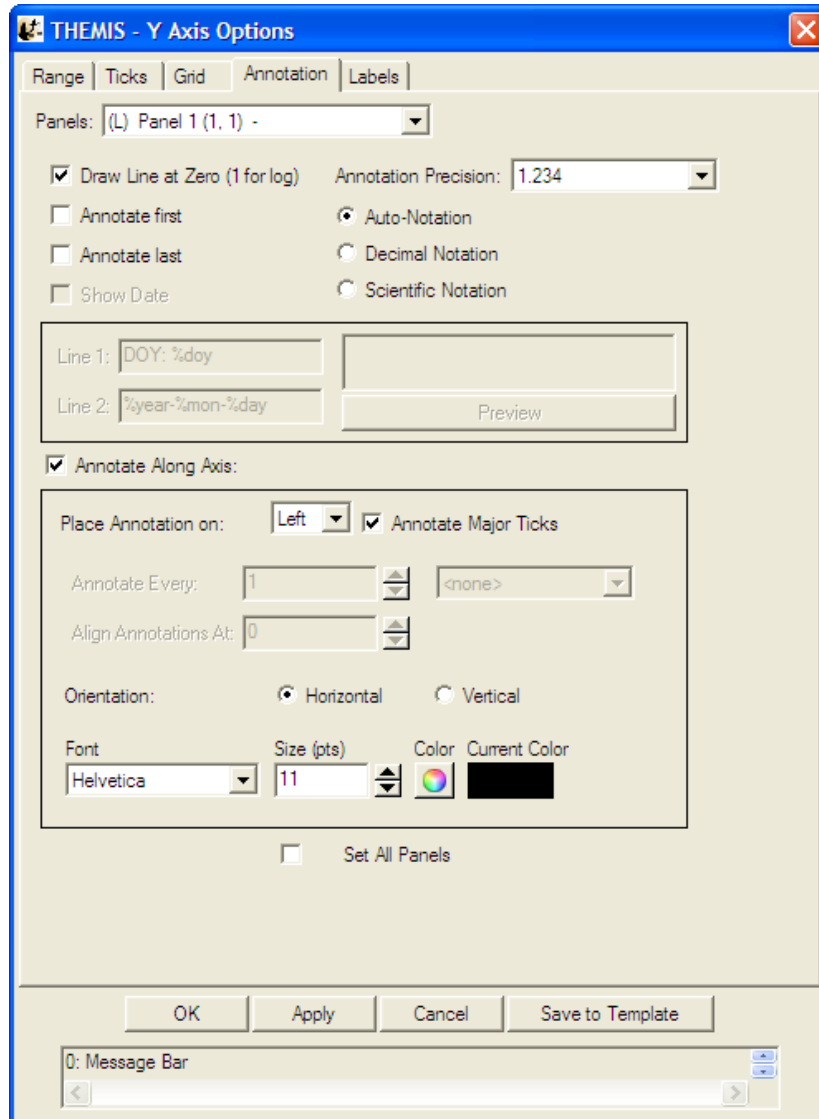 THEMIS - Y Axis Options
Range Ticks Grid Annotation Labels
Panels: (L) Panel 1 (1, 1) -
Draw Line at Zero (1 for log) Annotation Precision: 1.234
Annotate first Auto-Notation
Annotate last Decimal Notation
Show Date Scientific Notation
Line 1: DOY: %doy
Line 2: %year-%mon-%day Preview
Annotate Along Axis:
Place Annotation on: Left Annotate Major Ticks
Annotate Every: 1 <none>
Align Annotations At: 0
Orientation: Horizontal Vertical
Font Size (pts) Color Current Color
Helvetica 11
Set All Panels
OK Apply Cancel Save to Template
0: Message Bar